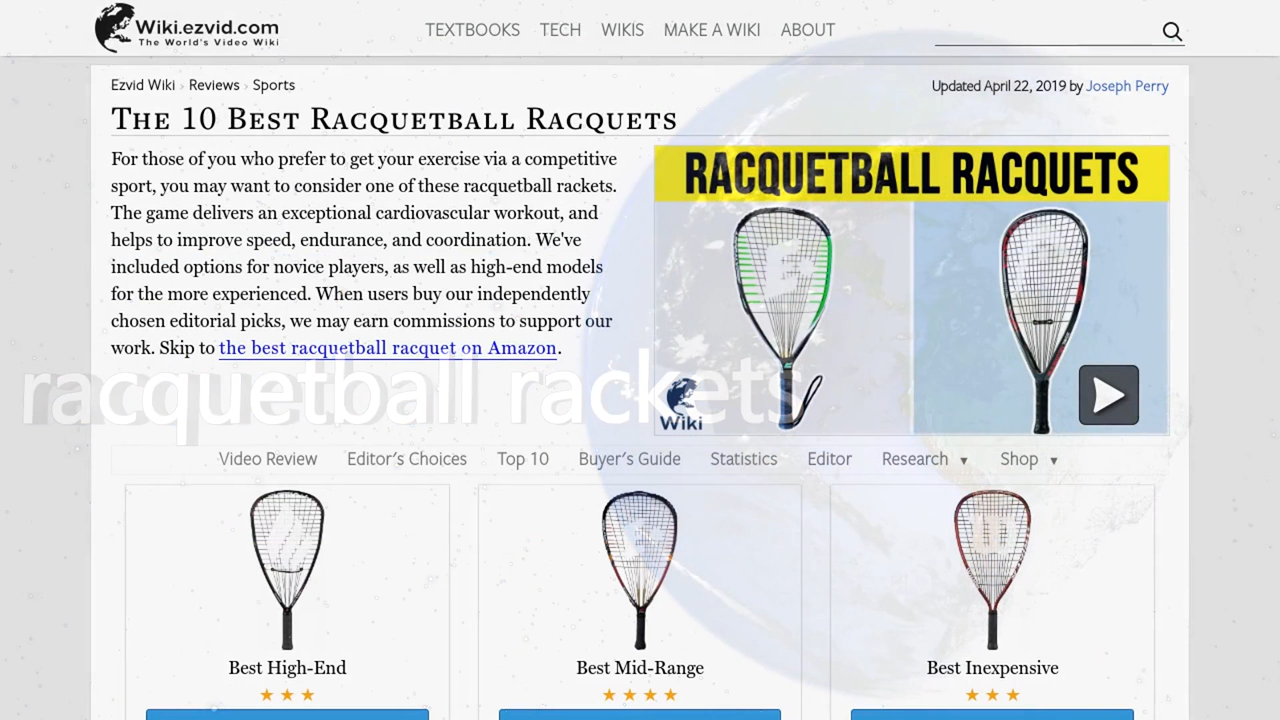 Wiki.ezvid.com
The World's Video Wiki
TEXTBOOKS TECH WIKIS MAKE A WIKI ABOUT
Ezvid Wiki › Reviews › Sports
Updated April 22, 2019 by Joseph Perry
The 10 Best Racquetball Racquets
For those of you who prefer to get your exercise via a competitive
sport, you may want to consider one of these racquetball rackets.
The game delivers an exceptional cardiovascular workout, and
helps to improve speed, endurance, and coordination. We've
included options for novice players, as well as high-end models
for the more experienced. When users buy our independently
chosen editorial picks, we may earn commissions to support our
work. Skip to the best racquetball racquet on Amazon.
RACQUETBALL RACQUETS
Wiki
racquetball rackets
Video Review Editor's Choices Top 10 Buyer's Guide Statistics Editor Research ▼ Shop ▼
Best High-End
Best Mid-Range
Best Inexpensive